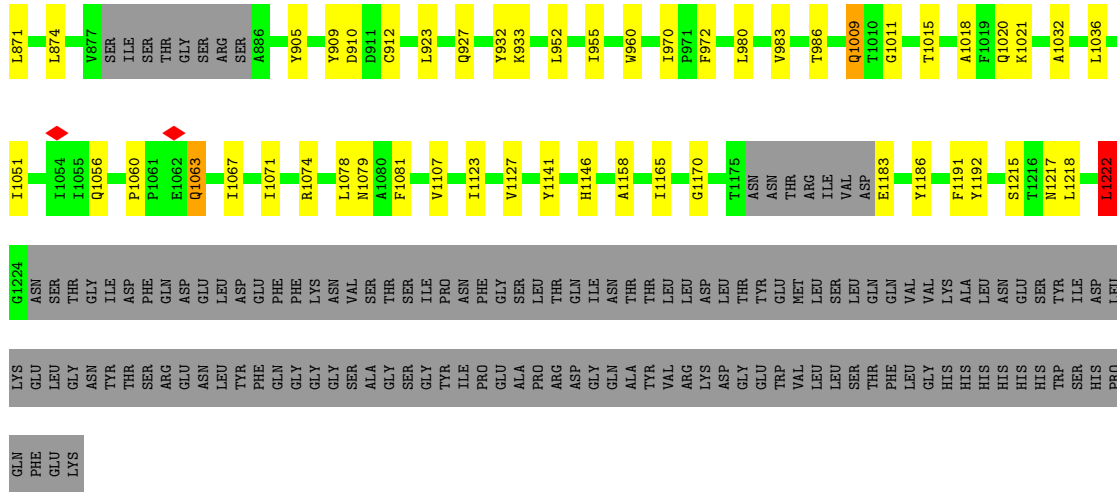 L871 L874 V877 SER ILE SER THR GLY SER ARG SER A886 Y905 Y909 D910 D911 C912 L923 Q927 Y932 K933 L952 I955 W960 I970 P971 F972 L980 V983 T986 Q1009 T1010 G1011 T1015 A1018 F1019 Q1020 K1021 A1032 L1036
I1051 I1054 I1055 Q1056 P1060 P1061 E1062 Q1063 I1067 I1071 R1074 L1078 N1079 A1080 F1081 V1107 I1123 V1127 Y1141 H1146 A1158 I1165 G1170 T1175 ASN ASN THR ARG ILE VAL ASP E1183 Y1186 F1191 Y1192 S1215 T1216 N1217 L1218 L1222
G1224 ASN SER THR GLY ILE ASP PHE GLN ASP GLU LEU ASP GLU PHE PHE LYS ASN VAL SER THR SER ILE PRO ASN PHE GLY SER LEU THR GLN ILE ASN THR THR LEU LEU ASP LEU THR TYR GLU MET LEU SER LEU GLN GLN VAL VAL LYS ALA LEU ASN GLU SER TYR ILE ASP LEU
LYS GLU LEU GLY ASN TYR THR SER ARG GLU ASN LEU TYR PHE GLN GLY GLY GLY SER ALA GLY SER GLY TYR ILE PRO GLU ALA PRO ARG ASP GLY GLN ALA TYR VAL ARG LYS ASP GLY GLU TRP VAL LEU LEU SER THR PHE LEU GLY HIS HIS HIS HIS HIS HIS TRP SER HIS PRO
GLN PHE GLU LYS